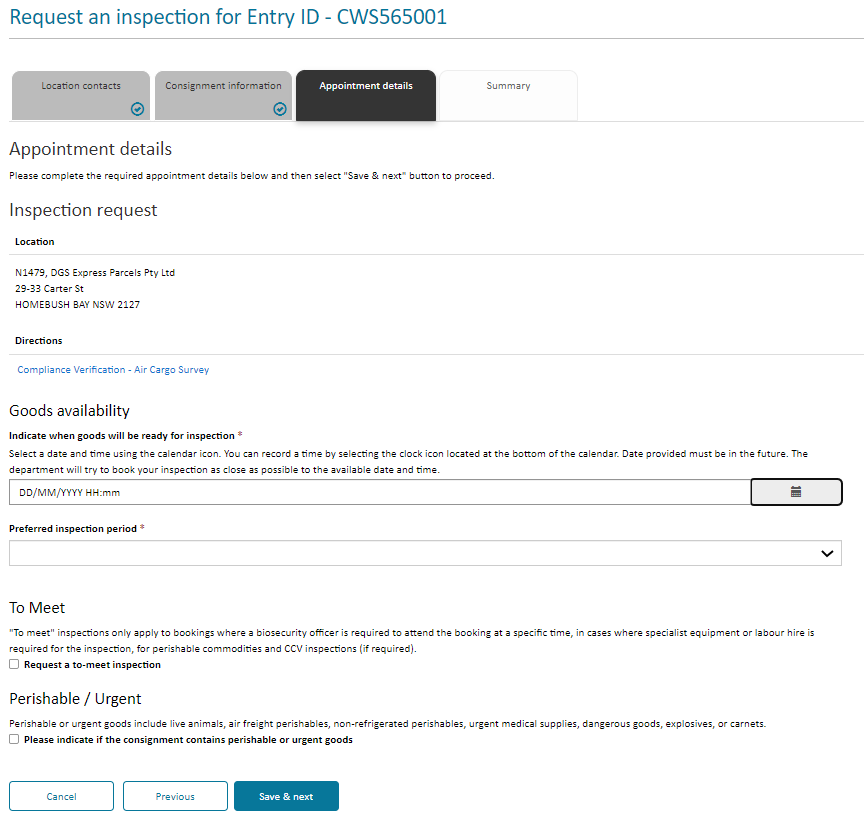 Request an inspection for Entry ID - CWS565001
Location contacts
Consignment information
Appointment details
Summary
Appointment details
Please complete the required appointment details below and then select "Save & next" button to proceed.
Inspection request
Location
N1479, DGS Express Parcels Pty Ltd
29-33 Carter St
HOMEBUSH BAY NSW 2127
Directions
Compliance Verification - Air Cargo Survey
Goods availability
Indicate when goods will be ready for inspection *
Select a date and time using the calendar icon. You can record a time by selecting the clock icon located at the bottom of the calendar. Date provided must be in the future. The
department will try to book your inspection as close as possible to the available date and time.
DD/MM/YYYY HH:mm
Preferred inspection period *
To Meet
"To meet" inspections only apply to bookings where a biosecurity officer is required to attend the booking at a specific time, in cases where specialist equipment or labour hire is
required for the inspection, for perishable commodities and CCV inspections (if required).
Request a to-meet inspection
Perishable / Urgent
Perishable or urgent goods include live animals, air freight perishables, non-refrigerated perishables, urgent medical supplies, dangerous goods, explosives, or carnets.
Please indicate if the consignment contains perishable or urgent goods
Cancel
Previous
Save & next